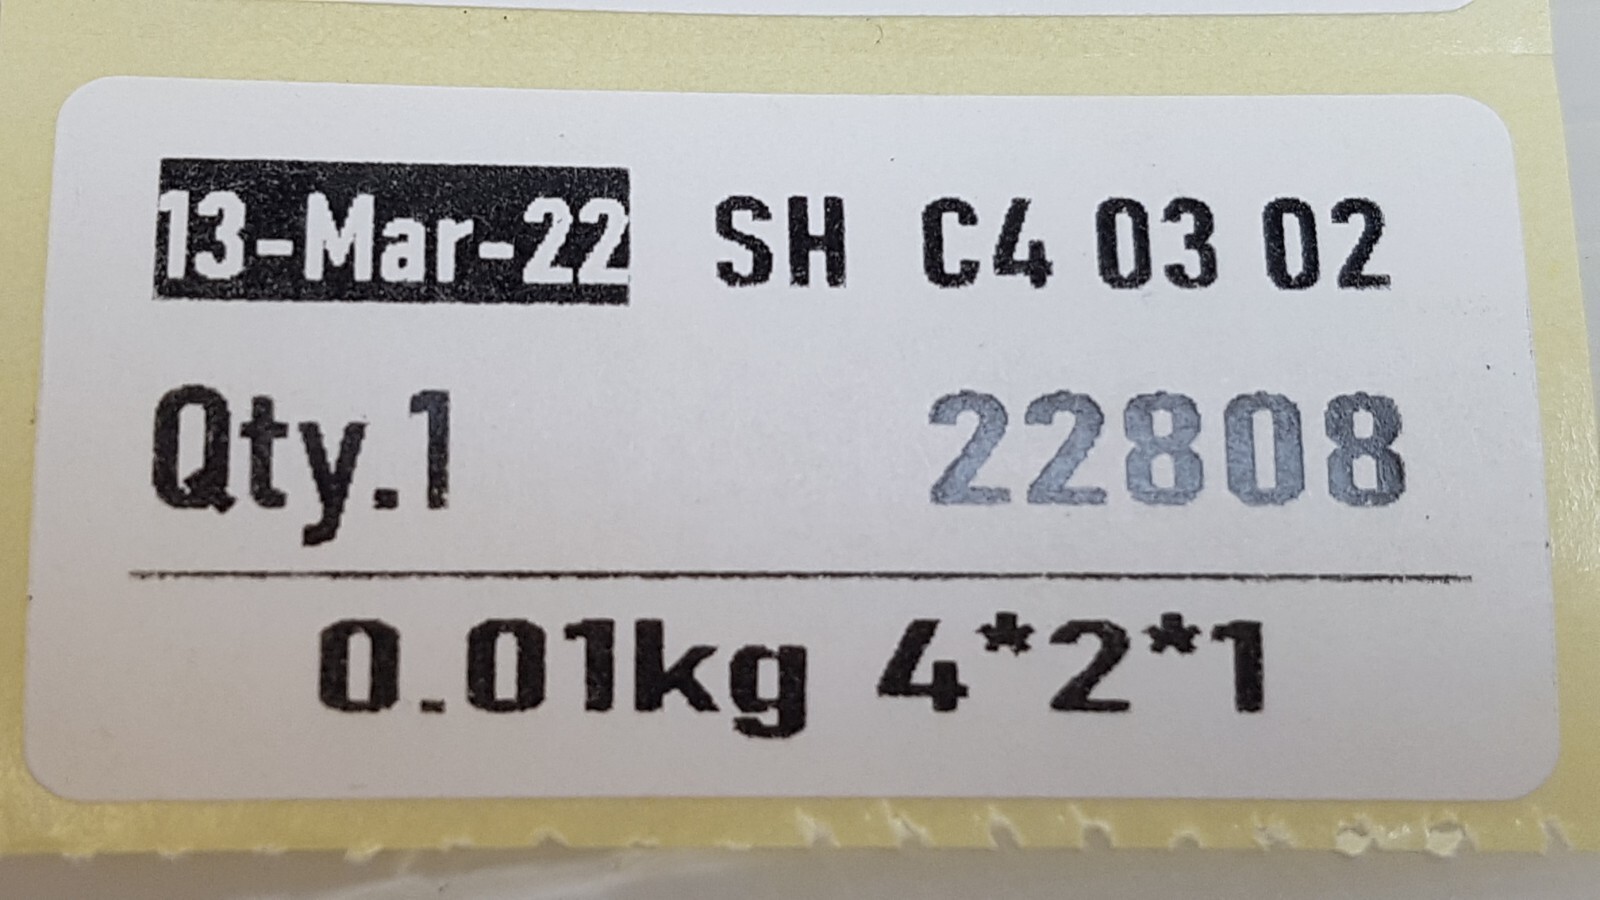 13-Mar-22 SH C4 03 02
Qty.1 22808
0.01kg 4*2*1